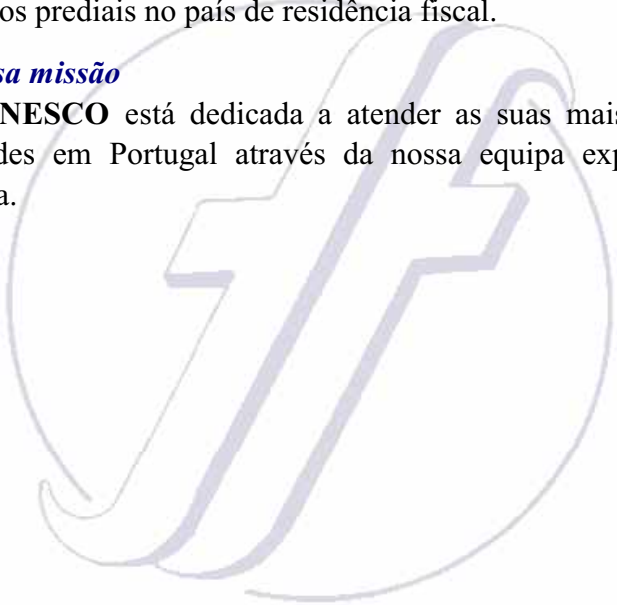 os prediais no país de residência fiscal.
sa missão
NESCO está dedicada a atender as suas mais
des em Portugal através da nossa equipa exp
a.